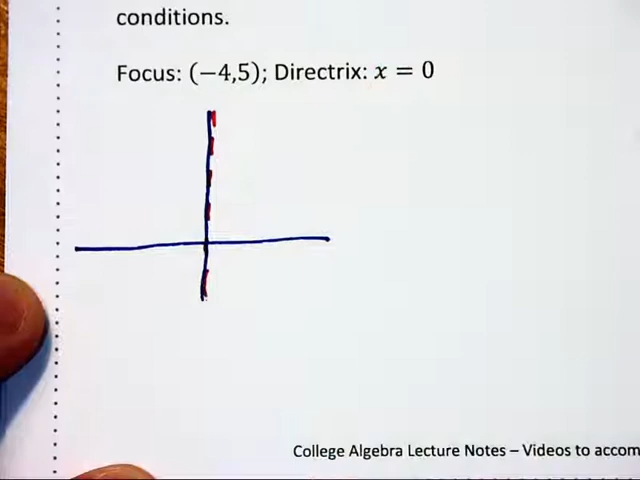 conditions.
Focus: (−4,5); Directrix: x = 0
College Algebra Lecture Notes – Videos to accom